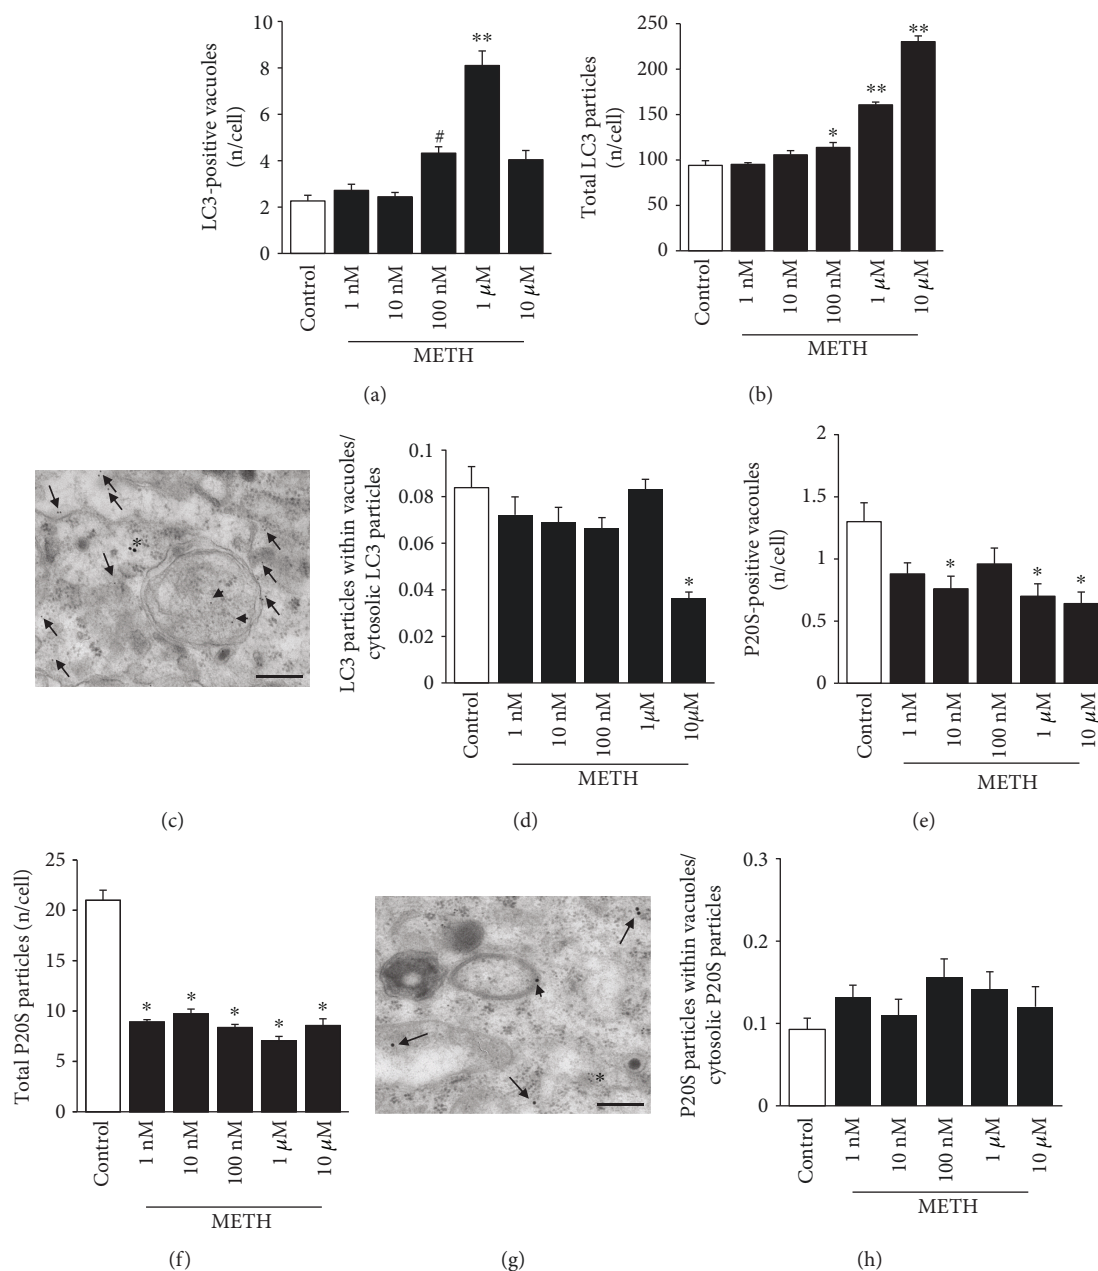 LC3-positive vacuoles
(n/cell)
10
8
6
4
2
0
#
**
Control
1 nM
10 nM
100 nM
1 µM
10 µM
METH
(a)
Total LC3 particles
(n/cell)
250
200
150
100
50
0
*
**
**
Control
1 nM
10 nM
100 nM
1 µM
10 µM
METH
(b)
*
(c)
LC3 particles within vacuoles/
cytosolic LC3 particles
0.1
0.080
0.06
0.04
0.02
0
*
Control
1 nM
10 nM
100 nM
1µM
10µM
METH
(d)
P20S-positive vacoules
(n/cell)
2
1.5
1
0.5
0
*
*
*
Control
1 nM
10 nM
100 nM
1 µM
10 µM
METH
(e)
Total P20S particles (n/cell)
25
20
15
10
5
0
*
*
*
*
*
Control
1 nM
10 nM
100 nM
1 µM
10 µM
METH
(f)
*
(g)
P20S particles within vacuoles/
cytosolic P20S particles
0.3
0.2
0.1
0
Control
1 nM
10 nM
100 nM
1 µM
10 µM
METH
(h)